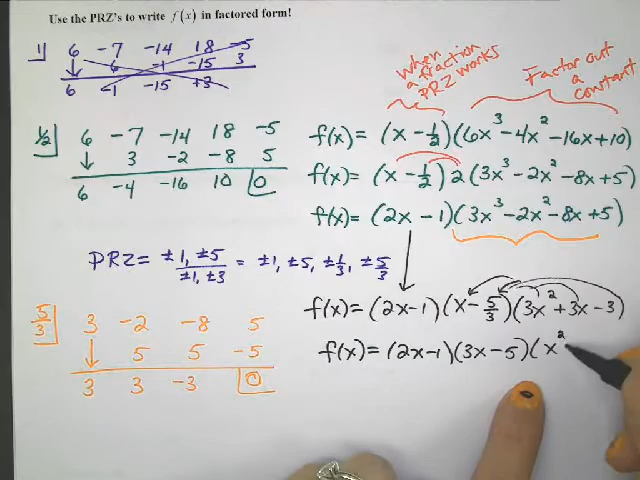 Use the PRZ's to write f(x) in factored form!
1| 6 -7 -14 18 -5
6 -1 -15 3
6 -1 -15 +3
When a fraction PRZ works
Factor out a constant
1/2| 6 -7 -14 18 -5
3 -2 -8 5
6 -4 -16 10 0
f(x) = (x - 1/2)(6x³ - 4x² - 16x + 10)
f(x) = (x - 1/2) 2 (3x³ - 2x² - 8x + 5)
f(x) = (2x - 1)(3x³ - 2x² - 8x + 5)
PRZ = ±1, ±5 / ±1, ±3 = ±1, ±5, ±1/3, ±5/3
5/3| 3 -2 -8 5
5 5 -5
3 3 -3 0
f(x) = (2x-1)(x - 5/3)(3x² + 3x - 3)
f(x) = (2x-1)(3x - 5)(x²